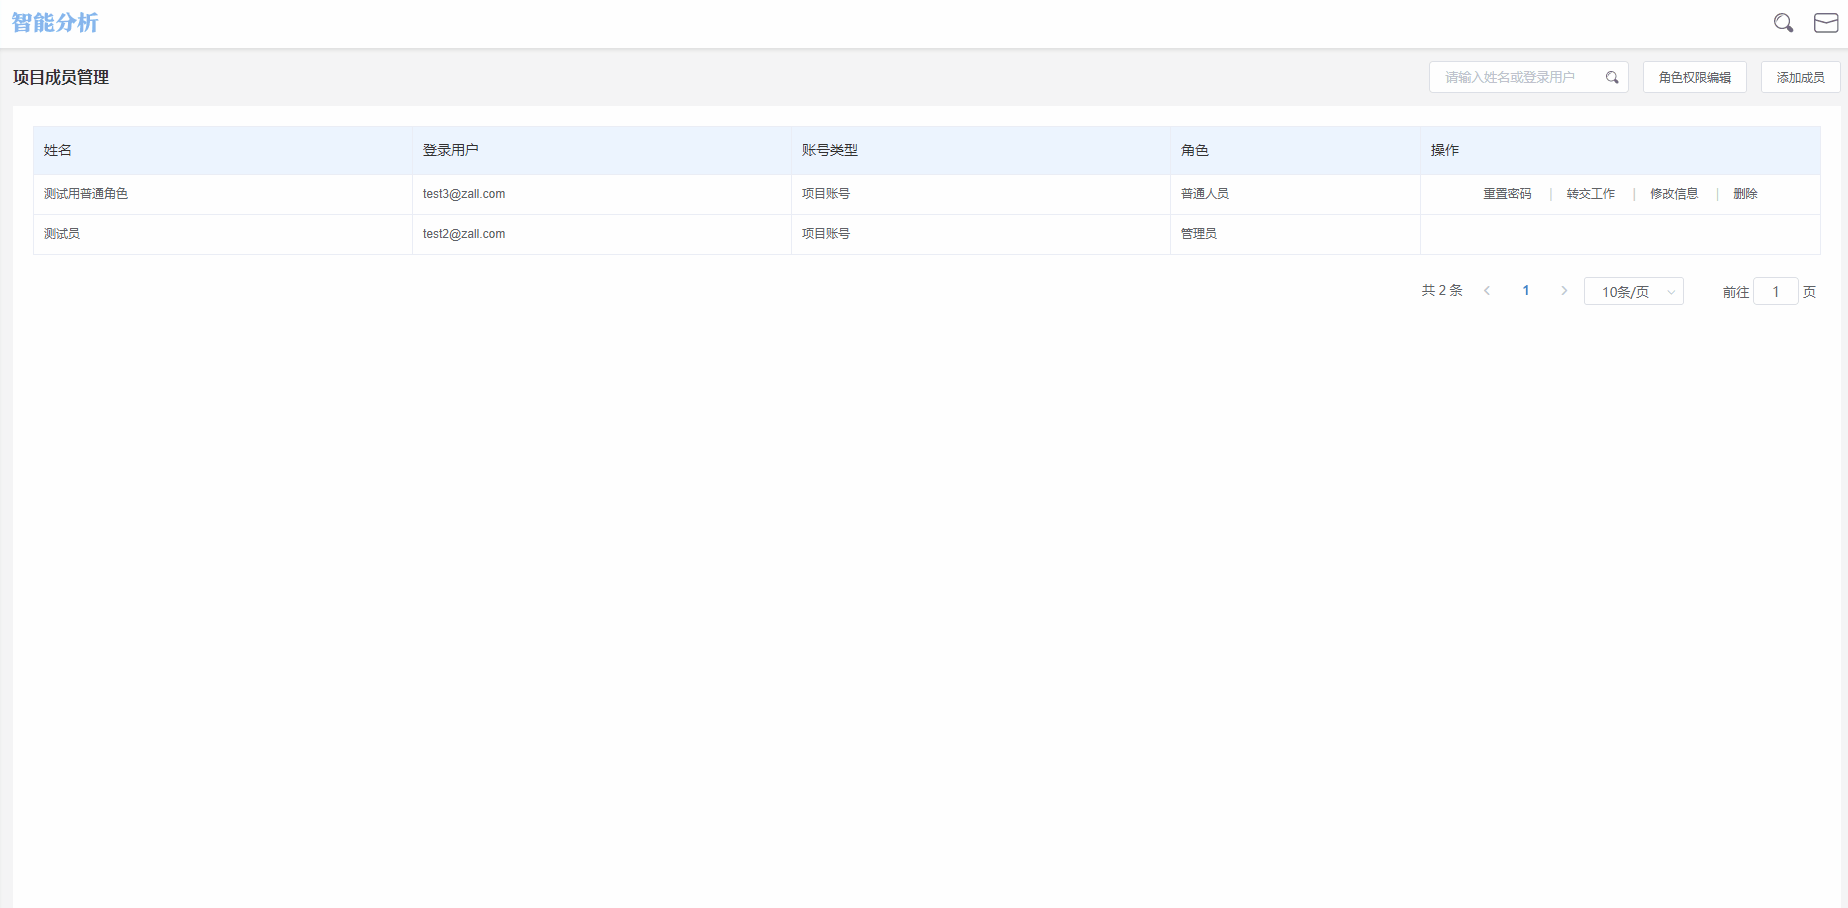 智能分析
项目成员管理
请输入姓名或登录用户
角色权限编辑
添加成员
姓名 登录用户 账号类型 角色 操作
测试用普通角色 test3@zall.com 项目账号 普通人员 重置密码 | 转交工作 | 修改信息 | 删除
测试员 test2@zall.com 项目账号 管理员
共 2 条 1 10条/页 前往 1 页